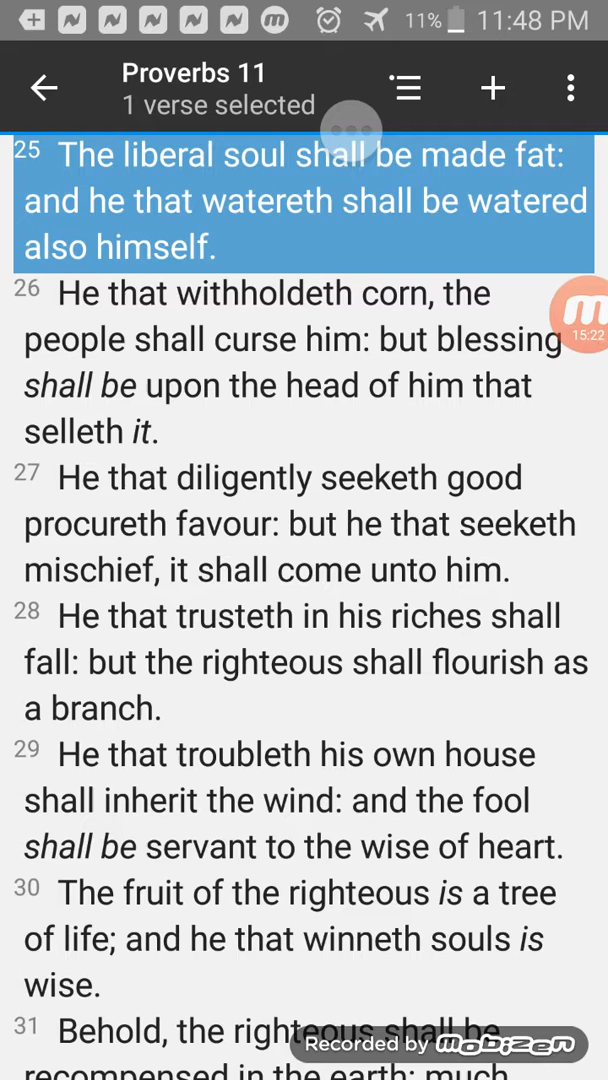 11% 11:48 PM
Proverbs 11
1 verse selected
25 The liberal soul shall be made fat:
and he that watereth shall be watered
also himself.
26 He that withholdeth corn, the
people shall curse him: but blessing
shall be upon the head of him that
selleth it.
15:22
27 He that diligently seeketh good
procureth favour: but he that seeketh
mischief, it shall come unto him.
28 He that trusteth in his riches shall
fall: but the righteous shall flourish as
a branch.
29 He that troubleth his own house
shall inherit the wind: and the fool
shall be servant to the wise of heart.
30 The fruit of the righteous is a tree
of life; and he that winneth souls is
wise.
31 Behold, the righteous shall be
Recorded by mobizen
recompensed in the earth: much